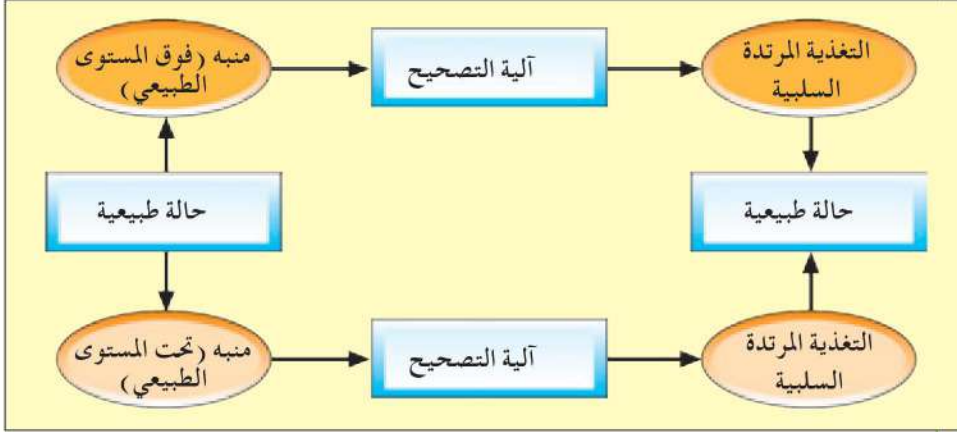 منبه (فوق المستوى
الطبيعي)
آلية التصحيح
التغذية المرتدة
السلبية
حالة طبيعية
حالة طبيعية
منبه (تحت المستوى
الطبيعي)
آلية التصحيح
التغذية المرتدة
السلبية